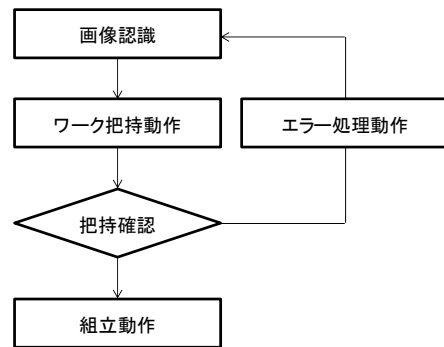 画像認識
ワーク把持動作
エラー処理動作
把持確認
組立動作